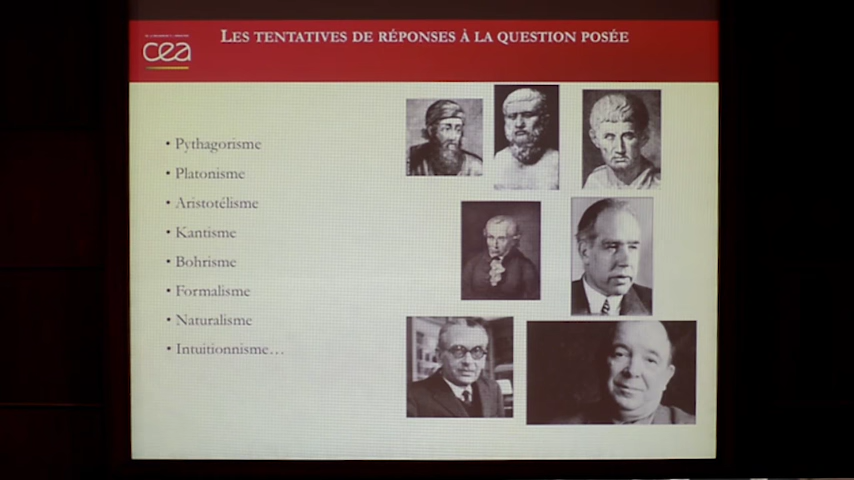 LES TENTATIVES DE RÉPONSES À LA QUESTION POSÉE
cea
• Pythagorisme
• Platonisme
• Aristotélisme
• Kantisme
• Bohrisme
• Formalisme
• Naturalisme
• Intuitionnisme…